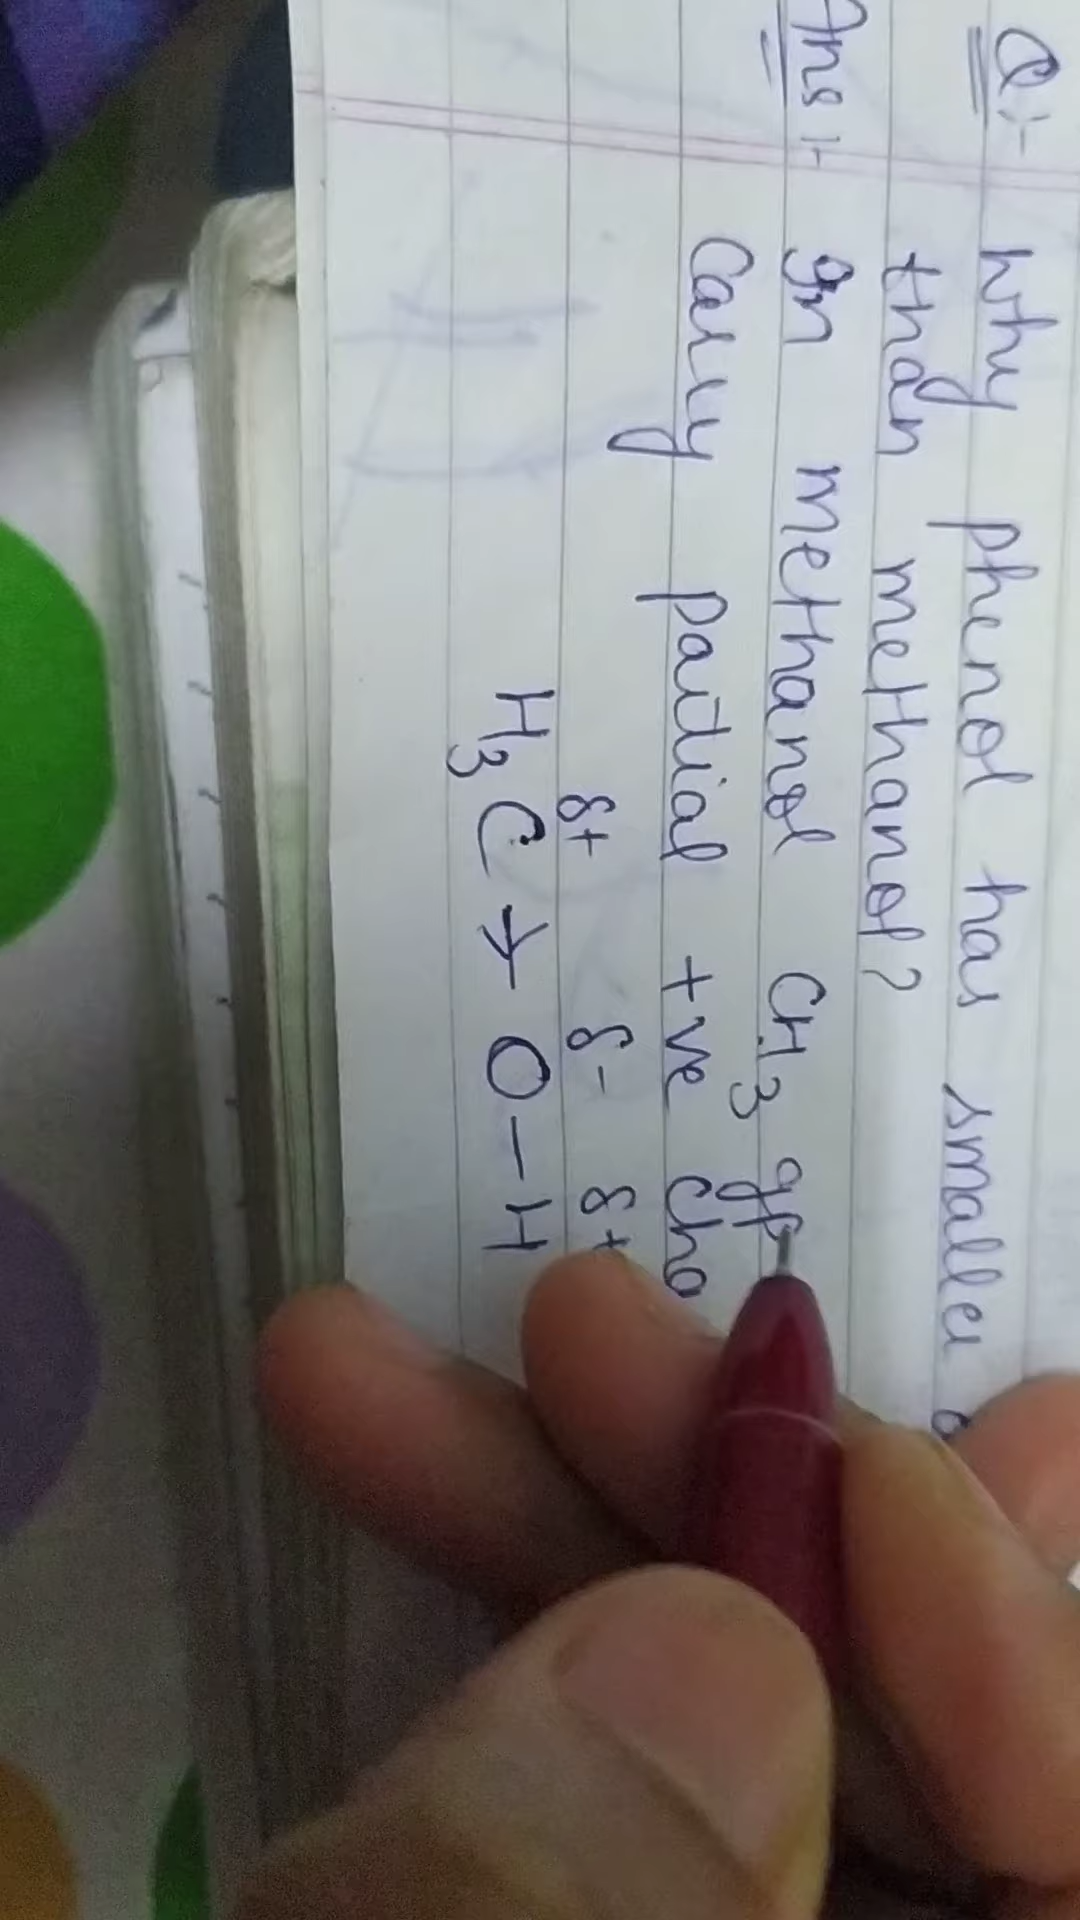 Q:- Why phenol has smaller
than methanol?
Ans:- In methanol CH3 gp
carry partial +ve cha
δ+ δ- δ+
H3C → O - H